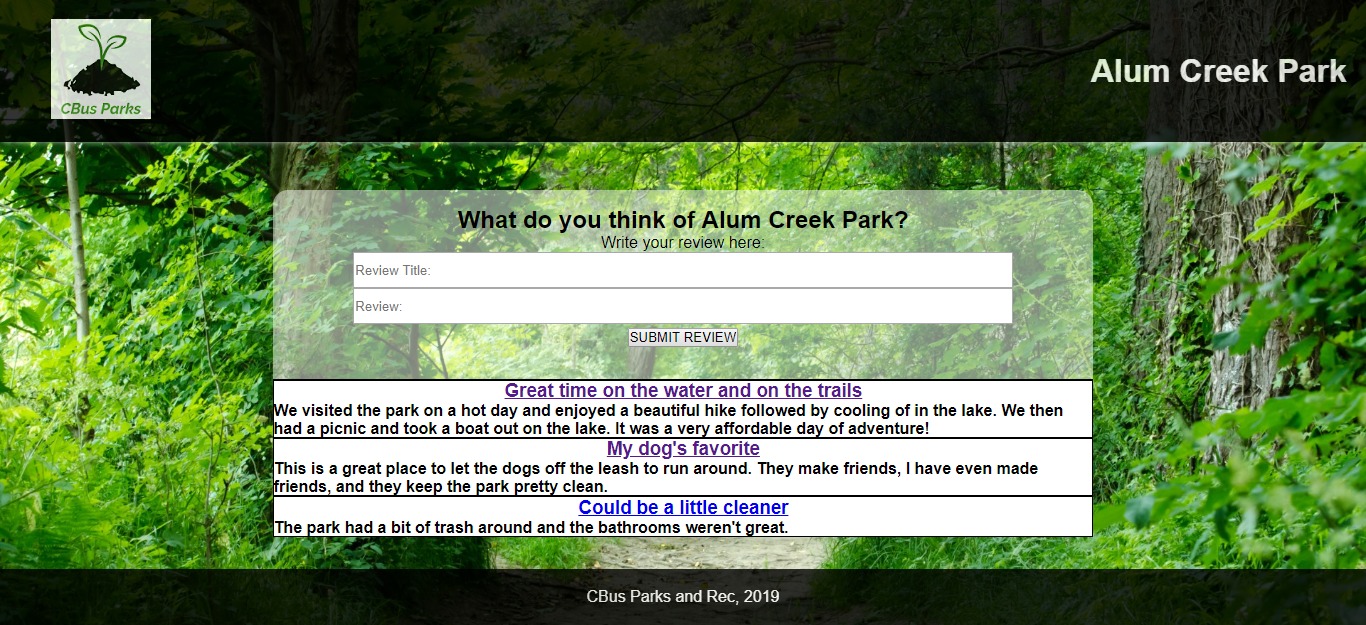 CBus Parks
Alum Creek Park
What do you think of Alum Creek Park?
Write your review here:
Review Title:
Review:
SUBMIT REVIEW
Great time on the water and on the trails
We visited the park on a hot day and enjoyed a beautiful hike followed by cooling of in the lake. We then
had a picnic and took a boat out on the lake. It was a very affordable day of adventure!
My dog's favorite
This is a great place to let the dogs off the leash to run around. They make friends, I have even made
friends, and they keep the park pretty clean.
Could be a little cleaner
The park had a bit of trash around and the bathrooms weren't great.
CBus Parks and Rec, 2019